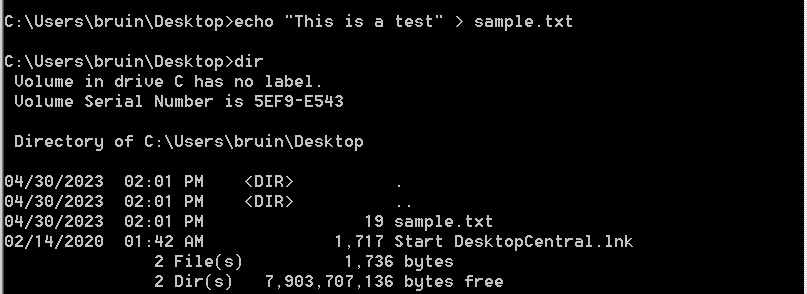 C:\Users\bruin\Desktop>echo "This is a test" > sample.txt
C:\Users\bruin\Desktop>dir
 Volume in drive C has no label.
 Volume Serial Number is 5EF9-E543
 Directory of C:\Users\bruin\Desktop
04/30/2023  02:01 PM    <DIR>          .
04/30/2023  02:01 PM    <DIR>          ..
04/30/2023  02:01 PM                19 sample.txt
02/14/2020  01:42 AM             1,717 Start DesktopCentral.lnk
               2 File(s)          1,736 bytes
               2 Dir(s)   7,903,707,136 bytes free